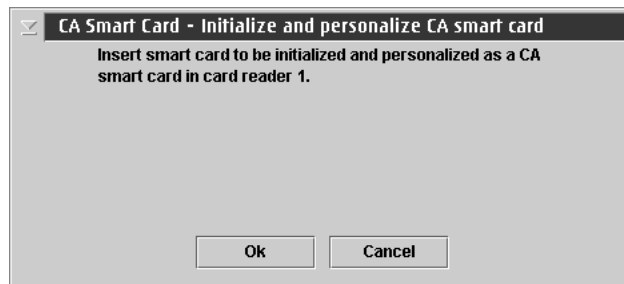 CA Smart Card - Initialize and personalize CA smart card
Insert smart card to be initialized and personalized as a CA
smart card in card reader 1.
Ok Cancel